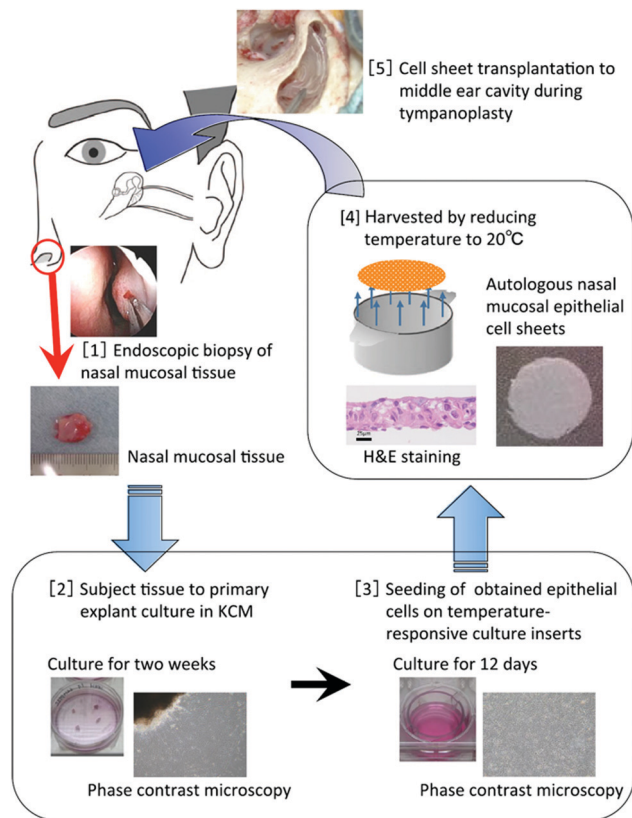 [5] Cell sheet transplantation to
middle ear cavity during
tympanoplasty
[1] Endoscopic biopsy of
nasal mucosal tissue
Nasal mucosal tissue
[4] Harvested by reducing
temperature to 20℃
Autologous nasal
mucosal epithelial
cell sheets
25μm
H&E staining
[2] Subject tissue to primary
explant culture in KCM
Culture for two weeks
Phase contrast microscopy
[3] Seeding of obtained epithelial
cells on temperature-
responsive culture inserts
Culture for 12 days
Phase contrast microscopy